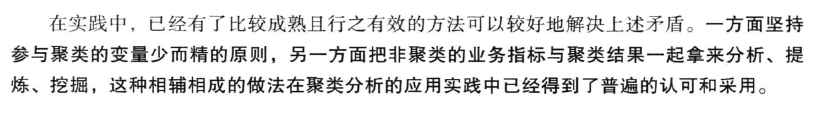 在实践中，已经有了比较成熟且行之有效的方法可以较好地解决上述矛盾。一方面坚持
参与聚类的变量少而精的原则，另一方面把非聚类的业务指标与聚类结果一起拿来分析、提
炼、挖掘，这种相辅相成的做法在聚类分析的应用实践中已经得到了普遍的认可和采用。